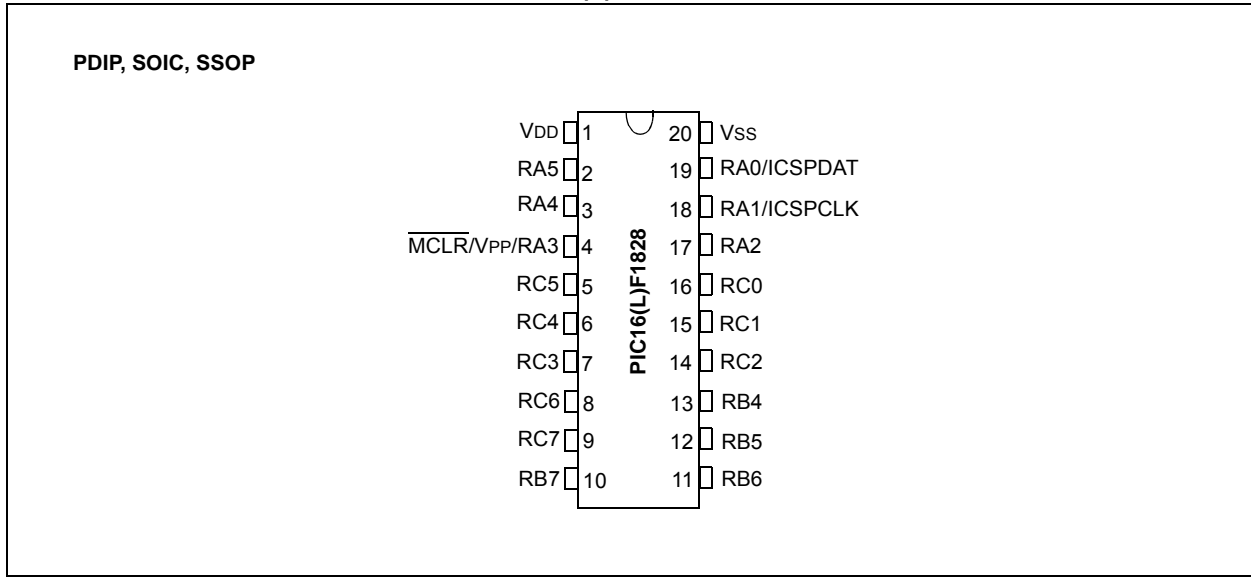 PDIP, SOIC, SSOP
VDD 1 20 VSS
RA5 2 19 RA0/ICSPDAT
RA4 3 18 RA1/ICSPCLK
MCLR/VPP/RA3 4 17 RA2
RC5 5 16 RC0
RC4 6 15 RC1
RC3 7 14 RC2
RC6 8 13 RB4
RC7 9 12 RB5
RB7 10 11 RB6
PIC16(L)F1828